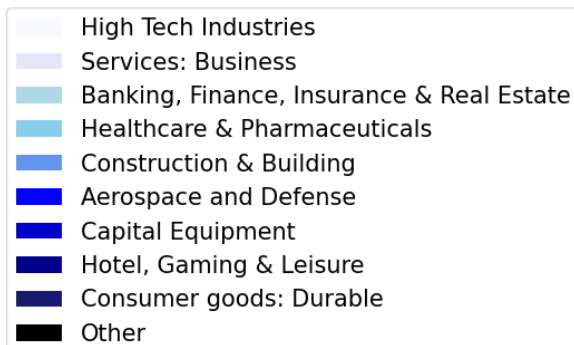 High Tech Industries
Services: Business
Banking, Finance, Insurance & Real Estate
Healthcare & Pharmaceuticals
Construction & Building
Aerospace and Defense
Capital Equipment
Hotel, Gaming & Leisure
Consumer goods: Durable
Other